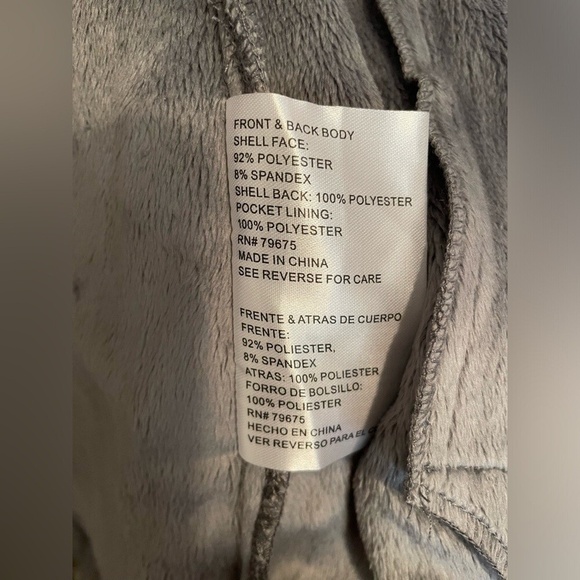 FRONT & BACK BODY
SHELL FACE:
92% POLYESTER
8% SPANDEX
SHELL BACK: 100% POLYESTER
POCKET LINING:
100% POLYESTER
RN# 79675
MADE IN CHINA
SEE REVERSE FOR CARE
FRENTE & ATRAS DE CUERPO
FRENTE:
92% POLIESTER,
8% SPANDEX
ATRAS: 100% POLIESTER
FORRO DE BOLSILLO:
100% POLIESTER
RN# 79675
HECHO EN CHINA
VER REVERSO PARA EL